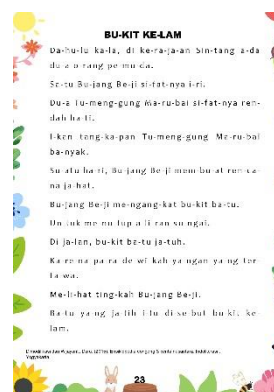 BU-KIT KE-LAM
Da-hu-lu ka-la, di ke-ra-ja-an Sin-tang a-da
du-a o-rang pe-mu-da.
Sa-tu Bu-jang Be-ji si-fat-nya i-ri.
Du-a Tu-meng-gung Ma-ru-bai si-fat-nya ren-
dah ha-ti.
I-kan tang-ka-pan Tu-meng-gung Ma-ru-bai
ba-nyak.
Su-atu ha-ri, Bu-jang Be-ji mem-bu-at ren-ca-
na ja-hat.
Bu-jang Be-ji me-ngang-kat bu-kit ba-tu.
Un-tuk me-nu-tup a-li-ran su-ngai.
Di ja-lan, bu-kit ba-tu ja-tuh.
Ka-re-na pa-ra de-wi kah-ya-ngan ya-ng ter-
ta-wa.
Me-li-hat ting-kah Bu-jang Be-ji.
Ba-tu ya-ng ja-tuh i-tu di-se-but bu-kit ke-
lam.
Yogyakarta
23